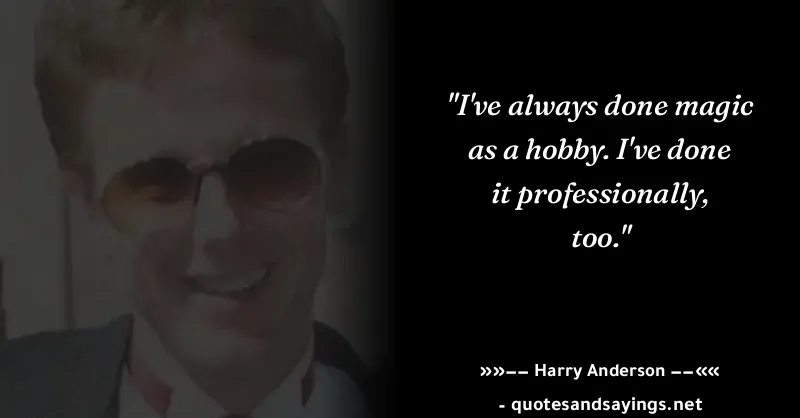 "I've always done magic
as a hobby. I've done
it professionally,
too."
»»−− Harry Anderson −−««
- quotesandsayings.net